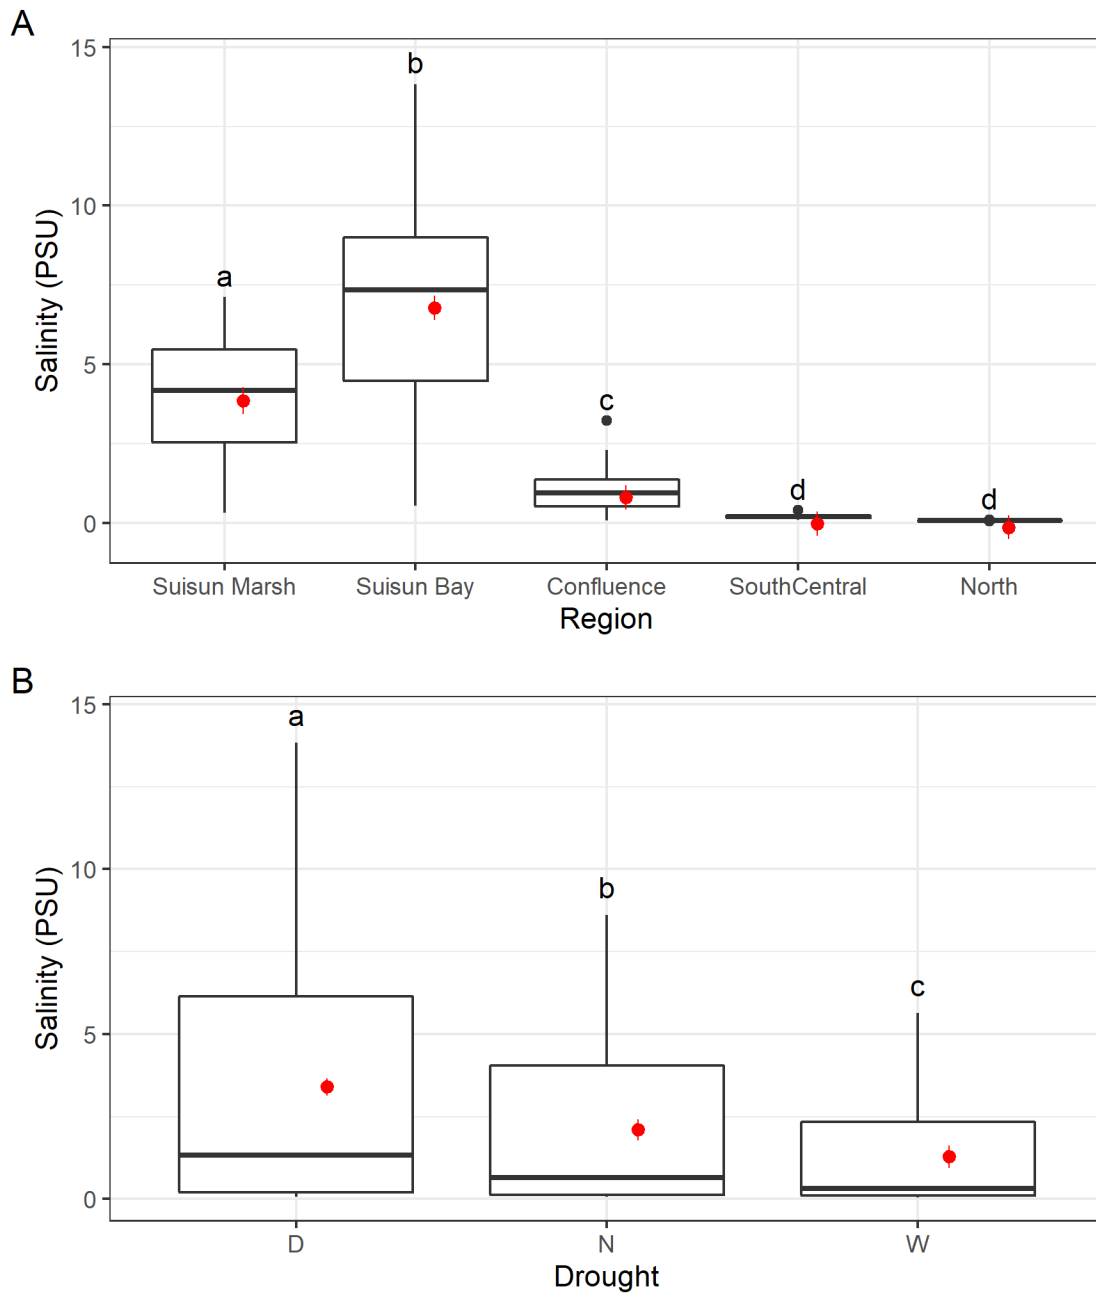 A
15
10
5
0
Salinity (PSU)
a
b
c
d
d
Suisun Marsh
Suisun Bay
Confluence
SouthCentral
North
Region
B
15
10
5
0
Salinity (PSU)
a
b
c
D
N
W
Drought